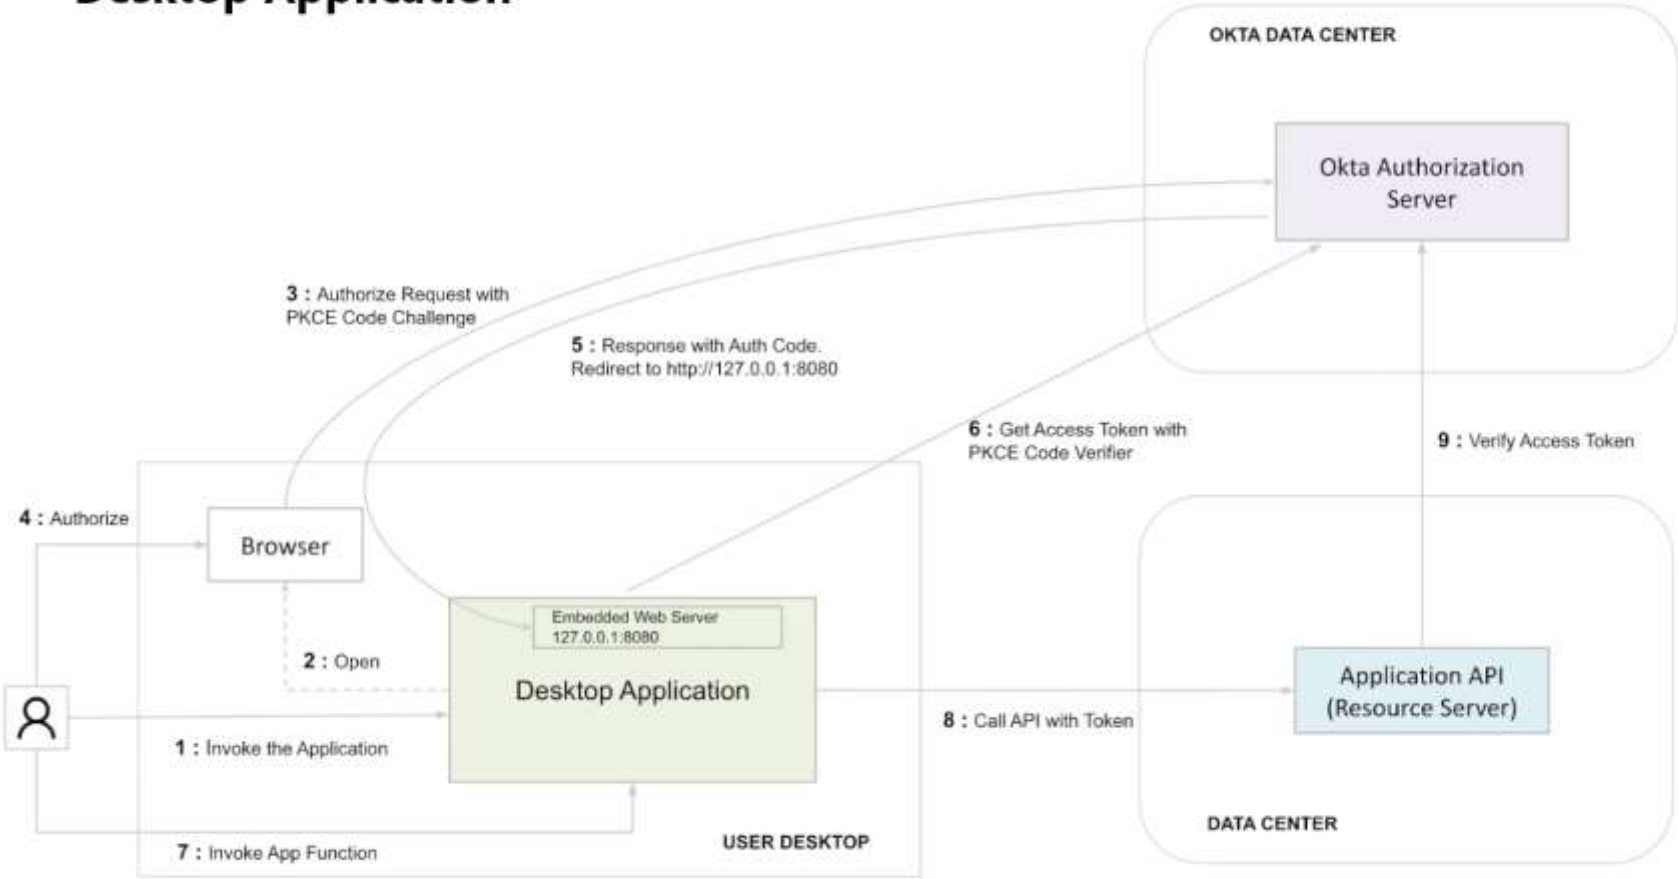 Desktop Application
OKTA DATA CENTER
Okta Authorization
Server
3 : Authorize Request with
PKCE Code Challenge
5 : Response with Auth Code.
Redirect to http://127.0.0.1:8080
6 : Get Access Token with
PKCE Code Verifier
9 : Verify Access Token
4 : Authorize
Browser
Embedded Web Server
127.0.0.1:8080
2 : Open
Desktop Application
Application API
(Resource Server)
8 : Call API with Token
1 : Invoke the Application
DATA CENTER
USER DESKTOP
7 : Invoke App Function